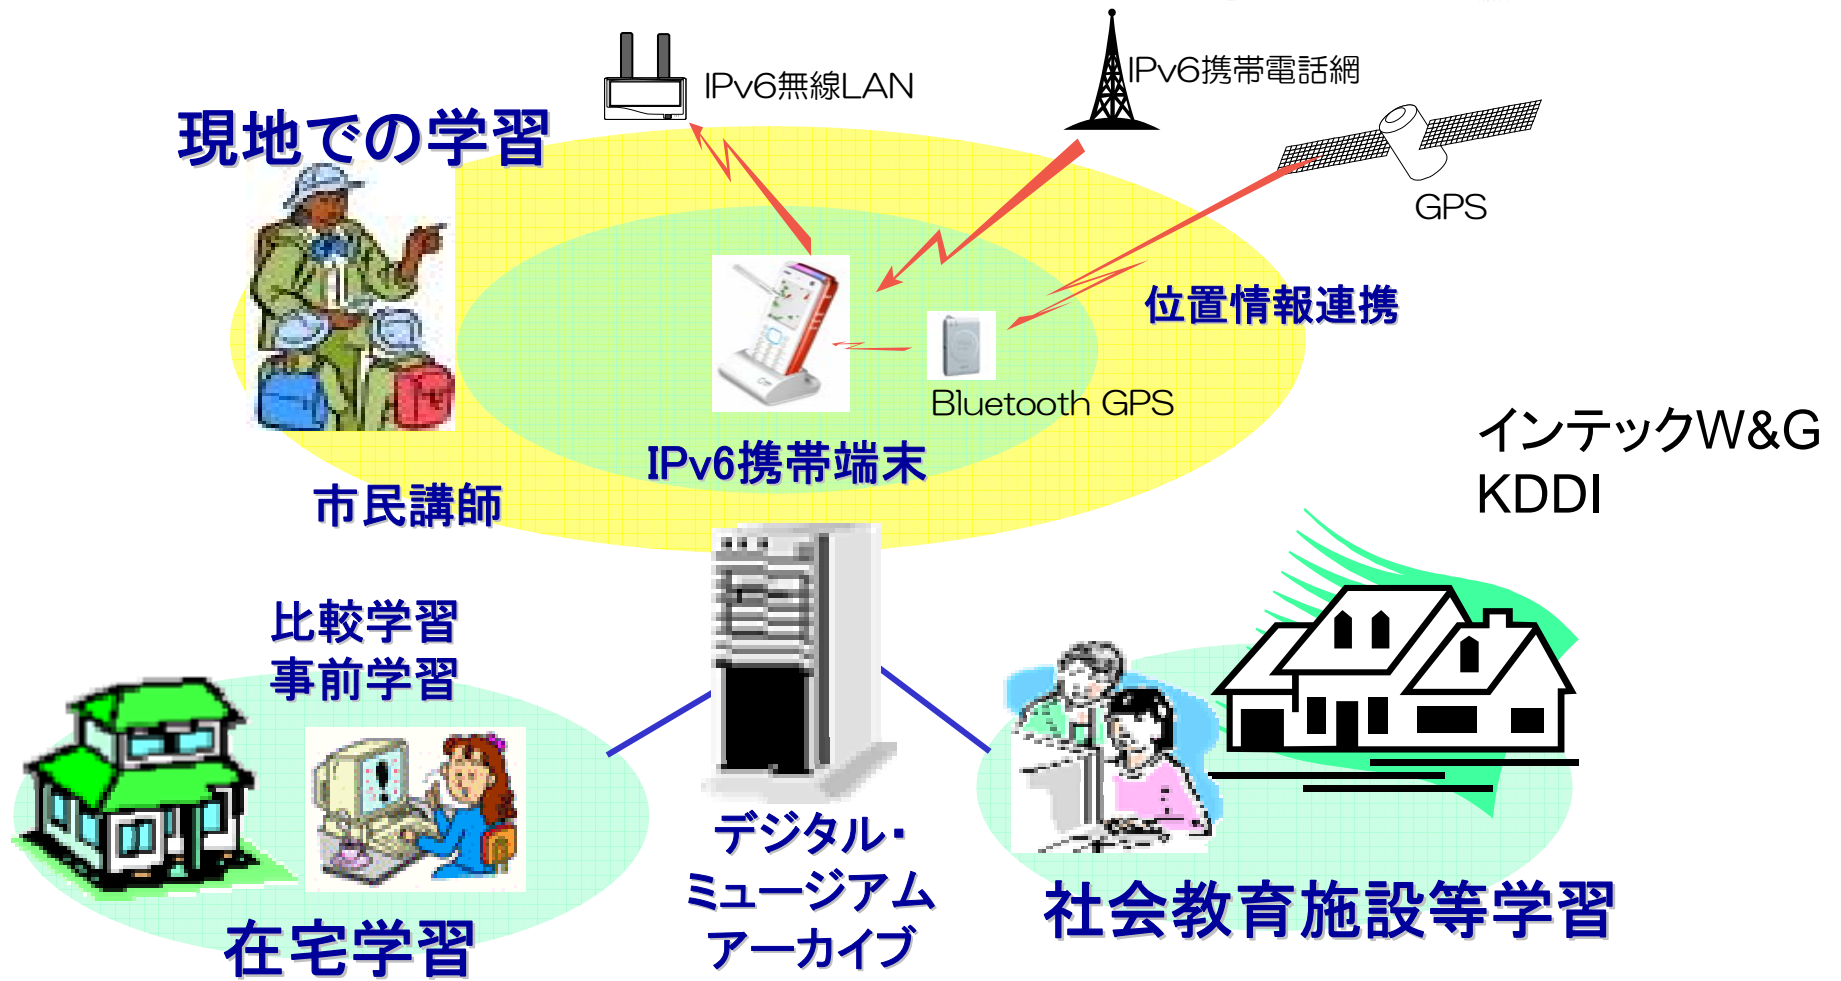 IPv6無線LAN
IPv6携帯電話網
現地での学習
GPS
位置情報連携
Bluetooth GPS
IPv6携帯端末
市民講師
インテックW&G
KDDI
比較学習
事前学習
デジタル・
ミュージアム
アーカイブ
在宅学習
社会教育施設等学習